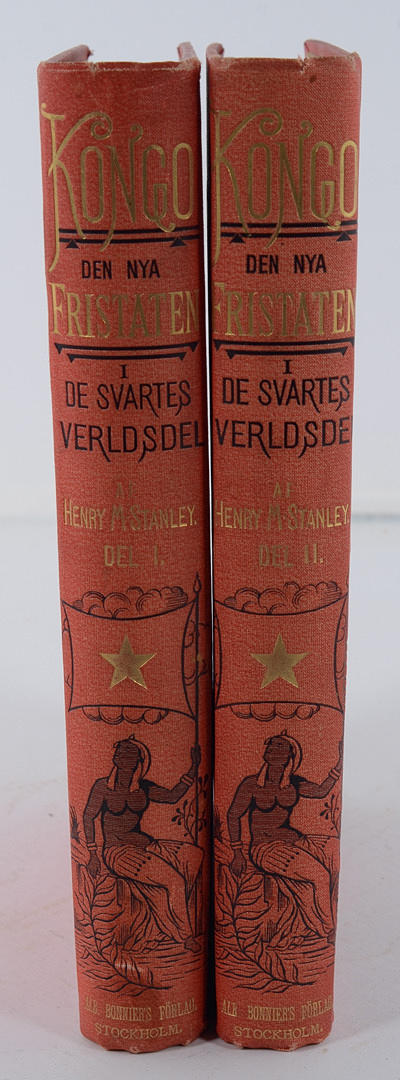 KONGO
DEN NYA
FRISTATEN
I
DE SVARTES
VERLDSDEL
AF
HENRY M. STANLEY.
DEL I.
ALB. BONNIER'S FÖRLAG.
STOCKHOLM.
KONGO
DEN NYA
FRISTATEN
I
DE SVARTES
VERLDSDEL
AF
HENRY M. STANLEY
DEL II.
ALB. BONNIER'S FÖRLAG
STOCKHOLM.